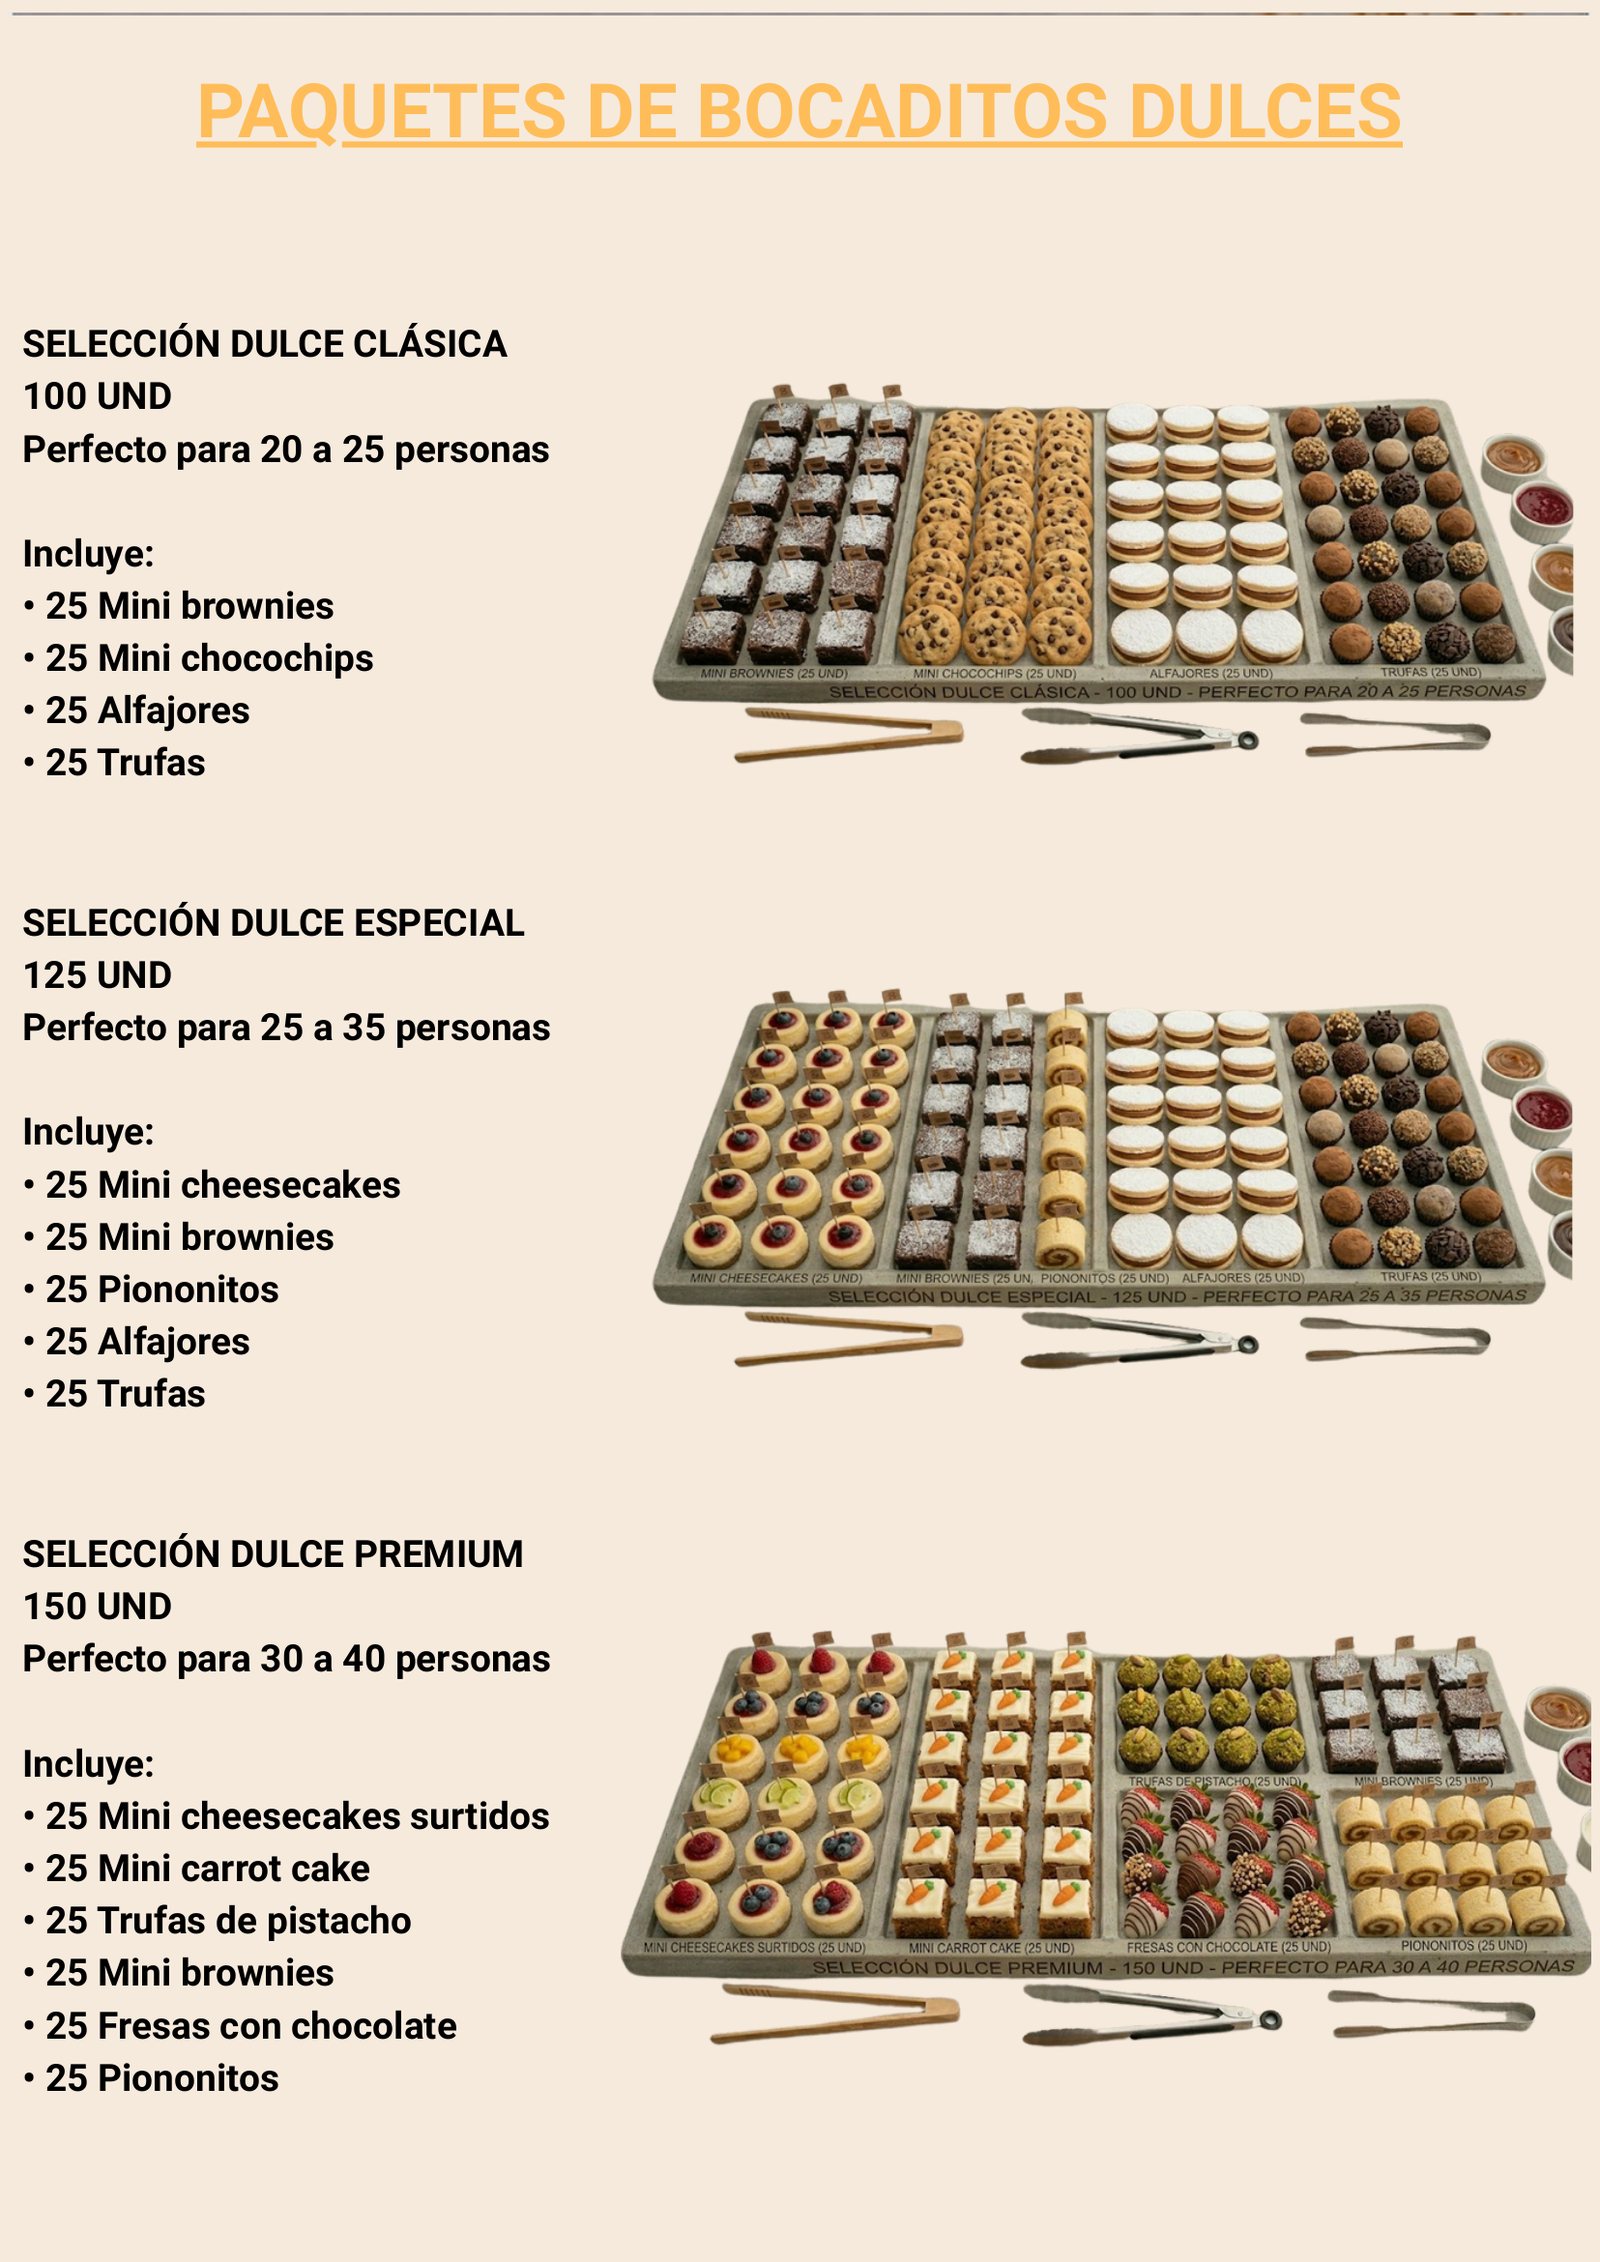 PAQUETES DE BOCADITOS DULCES
SELECCIÓN DULCE CLÁSICA
100 UND
Perfecto para 20 a 25 personas
Incluye:
• 25 Mini brownies
• 25 Mini chocochips
• 25 Alfajores
• 25 Trufas
MINI BROWNIES (25 UND)
MINI CHOCOCHIPS (25 UND)
ALFAJORES (25 UND)
TRUFAS (25 UND)
SELECCIÓN DULCE CLÁSICA - 100 UND - PERFECTO PARA 20 A 25 PERSONAS
SELECCIÓN DULCE ESPECIAL
125 UND
Perfecto para 25 a 35 personas
Incluye:
• 25 Mini cheesecakes
• 25 Mini brownies
• 25 Piononitos
• 25 Alfajores
• 25 Trufas
MINI CHEESECAKES (25 UND)
MINI BROWNIES (25 UN,
PIONONITOS (25 UND)
ALFAJORES (25 UND)
TRUFAS (25 UND)
SELECCIÓN DULCE ESPECIAL - 125 UND - PERFECTO PARA 25 A 35 PERSONAS
SELECCIÓN DULCE PREMIUM
150 UND
Perfecto para 30 a 40 personas
Incluye:
• 25 Mini cheesecakes surtidos
• 25 Mini carrot cake
• 25 Trufas de pistacho
• 25 Mini brownies
• 25 Fresas con chocolate
• 25 Piononitos
TRUFAS DE PISTACHO (25 UND)
MINI BROWNIES (25 UND)
MINI CHEESECAKES SURTIDOS (25 UND)
MINI CARROT CAKE (25 UND)
FRESAS CON CHOCOLATE (25 UND)
PIONONITOS (25 UND)
SELECCIÓN DULCE PREMIUM - 150 UND - PERFECTO PARA 30 A 40 PERSONAS